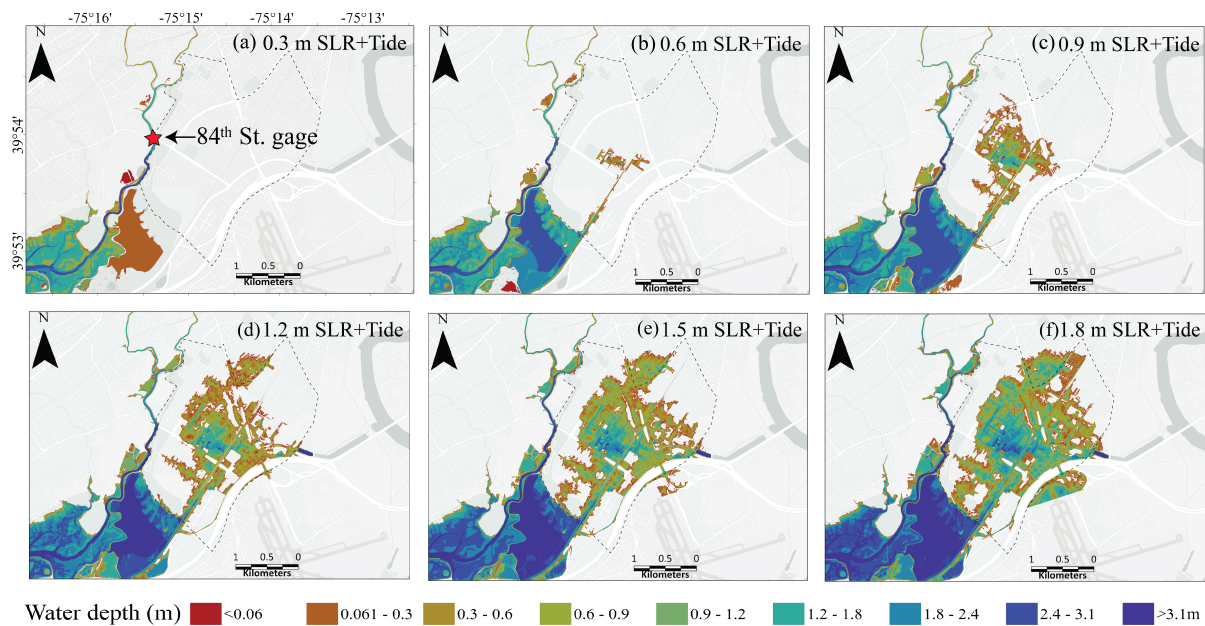 -75°16' -75°15' -75°14' -75°13'
N (a) 0.3 m SLR+Tide
N (b) 0.6 m SLR+Tide
N (c) 0.9 m SLR+Tide
39°54'
84th St. gage
39°53'
1 0.5 0
Kilometers
1 0.5 0
Kilometers
1 0.5 0
Kilometers
N (d) 1.2 m SLR+Tide
N (e) 1.5 m SLR+Tide
N (f) 1.8 m SLR+Tide
1 0.5 0
Kilometers
1 0.5 0
Kilometers
1 0.5 0
Kilometers
Water depth (m) <0.06 0.061 - 0.3 0.3 - 0.6 0.6 - 0.9 0.9 - 1.2 1.2 - 1.8 1.8 - 2.4 2.4 - 3.1 >3.1m